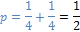 p = 1/4 + 1/4 = 1/2